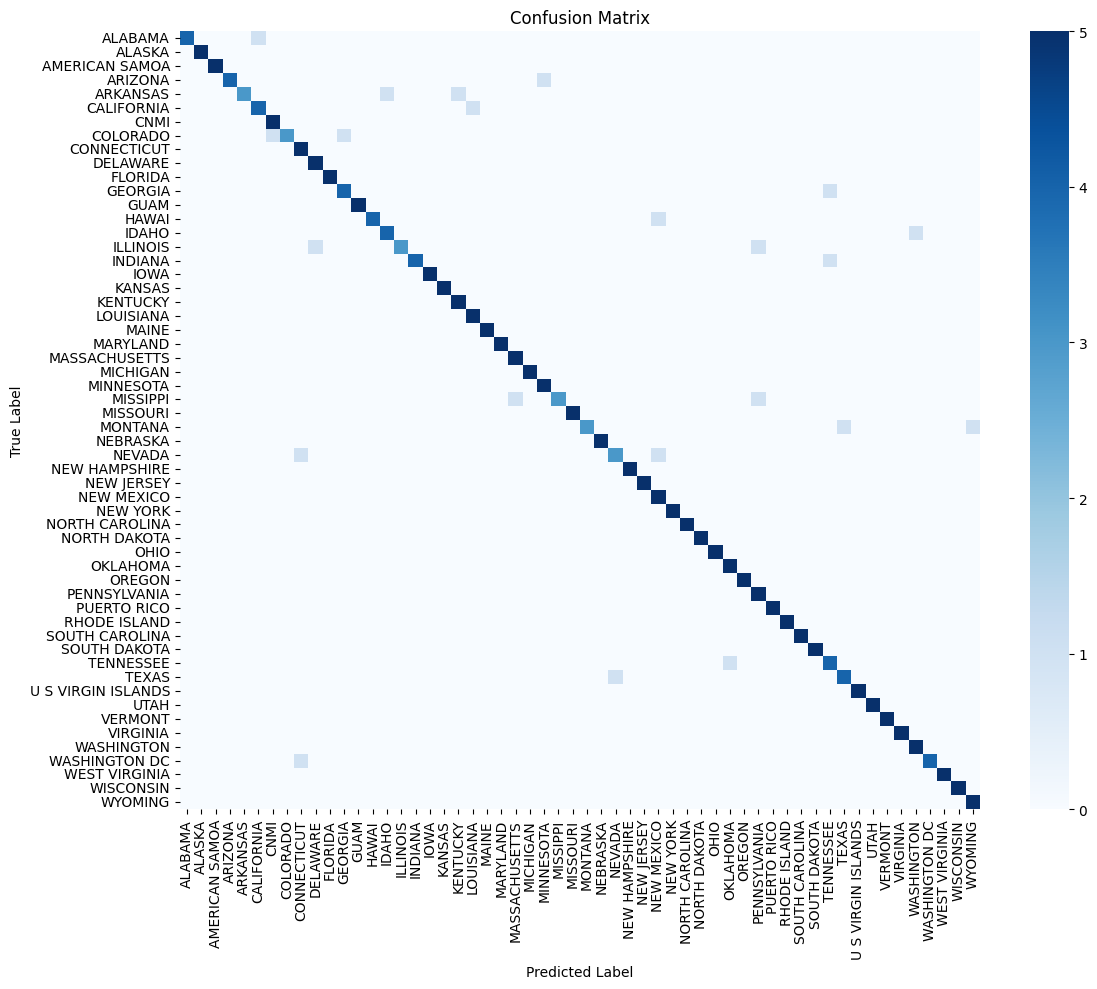 Confusion Matrix
True Label
ALABAMA
ALASKA
AMERICAN SAMOA
ARIZONA
ARKANSAS
CALIFORNIA
CNMI
COLORADO
CONNECTICUT
DELAWARE
FLORIDA
GEORGIA
GUAM
HAWAI
IDAHO
ILLINOIS
INDIANA
IOWA
KANSAS
KENTUCKY
LOUISIANA
MAINE
MARYLAND
MASSACHUSETTS
MICHIGAN
MINNESOTA
MISSIPPI
MISSOURI
MONTANA
NEBRASKA
NEVADA
NEW HAMPSHIRE
NEW JERSEY
NEW MEXICO
NEW YORK
NORTH CAROLINA
NORTH DAKOTA
OHIO
OKLAHOMA
OREGON
PENNSYLVANIA
PUERTO RICO
RHODE ISLAND
SOUTH CAROLINA
SOUTH DAKOTA
TENNESSEE
TEXAS
U S VIRGIN ISLANDS
UTAH
VERMONT
VIRGINIA
WASHINGTON
WASHINGTON DC
WEST VIRGINIA
WISCONSIN
WYOMING
5
4
3
2
1
0
ALABAMA
ALASKA
AMERICAN SAMOA
ARIZONA
ARKANSAS
CALIFORNIA
CNMI
COLORADO
CONNECTICUT
DELAWARE
FLORIDA
GEORGIA
GUAM
HAWAI
IDAHO
ILLINOIS
INDIANA
IOWA
KANSAS
KENTUCKY
LOUISIANA
MAINE
MARYLAND
MASSACHUSETTS
MICHIGAN
MINNESOTA
MISSIPPI
MISSOURI
MONTANA
NEBRASKA
NEVADA
NEW HAMPSHIRE
NEW JERSEY
NEW MEXICO
NEW YORK
NORTH CAROLINA
NORTH DAKOTA
OHIO
OKLAHOMA
OREGON
PENNSYLVANIA
PUERTO RICO
RHODE ISLAND
SOUTH CAROLINA
SOUTH DAKOTA
TENNESSEE
TEXAS
U S VIRGIN ISLANDS
UTAH
VERMONT
VIRGINIA
WASHINGTON
WASHINGTON DC
WEST VIRGINIA
WISCONSIN
WYOMING
Predicted Label